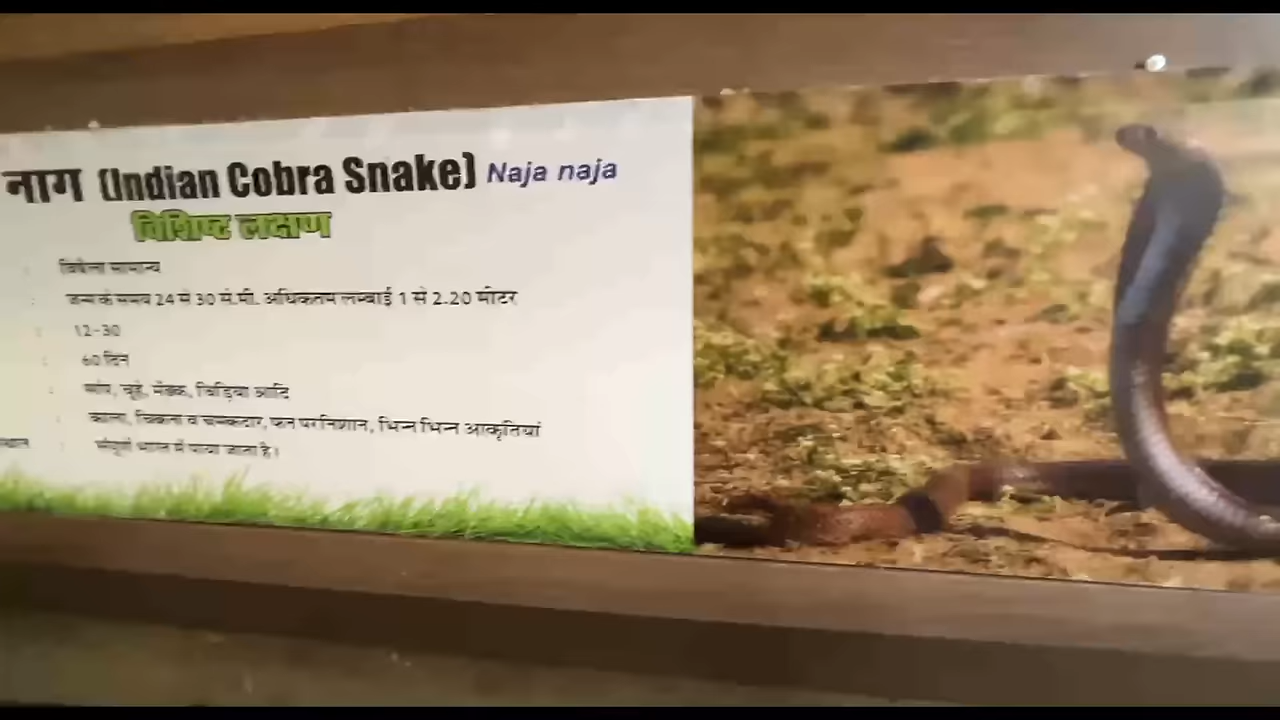 नाग (Indian Cobra Snake) Naja naja
विशिष्ट लक्षण
: विषैला सामान्य
: जन्म के समय 24 से 30 से.मी. अधिकतम लम्बाई 1 से 2.20 मीटर
: 12-30
: 60 दिन
: सांप, चूहे, मेंढक, चिड़िया आदि
: काला, चिकना व चमकदार, फन पर निशान, भिन्न भिन्न आकृतियां
: संपूर्ण भारत में पाया जाता है।